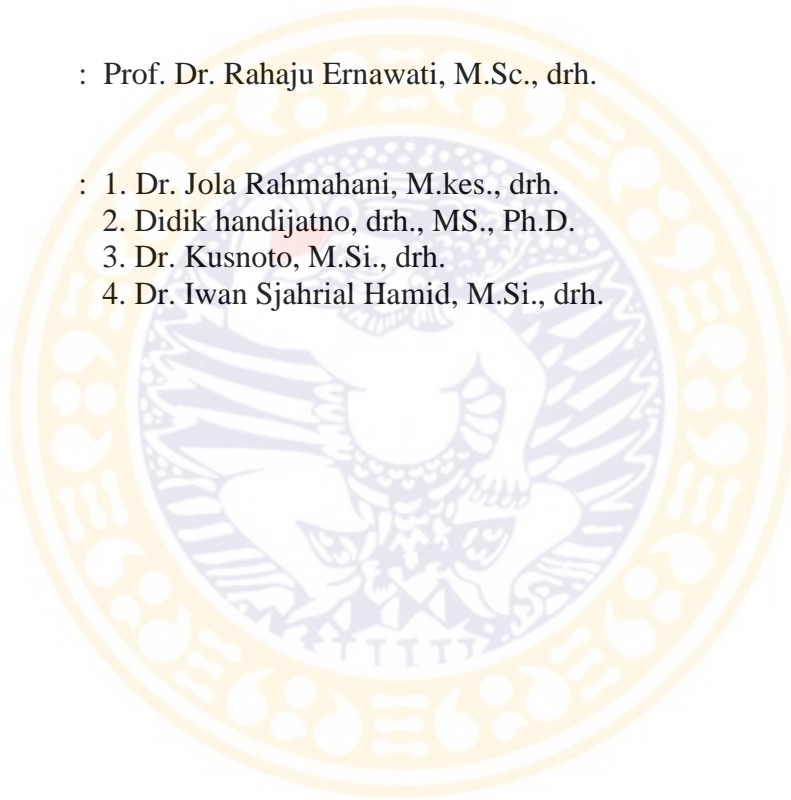 : Prof. Dr. Rahaju Ernawati, M.Sc., drh.
: 1. Dr. Jola Rahmahani, M.kes., drh.
2. Didik handijatno, drh., MS., Ph.D.
3. Dr. Kusnoto, M.Si., drh.
4. Dr. Iwan Sjahrial Hamid, M.Si., drh.